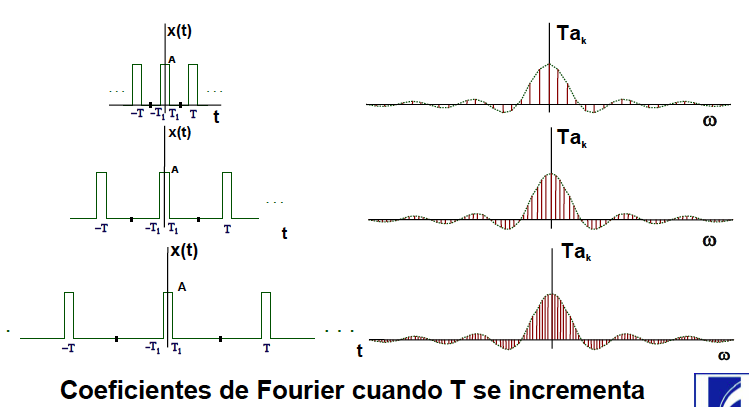 x(t)
A
. . .
. . .
-T
-T₁
T₁
T
t
Taₖ
ω
x(t)
A
. . .
-T
-T₁
T₁
T
t
Taₖ
ω
x(t)
A
.
. . .
-T
-T₁
T₁
T
t
Taₖ
ω
Coeficientes de Fourier cuando T se incrementa